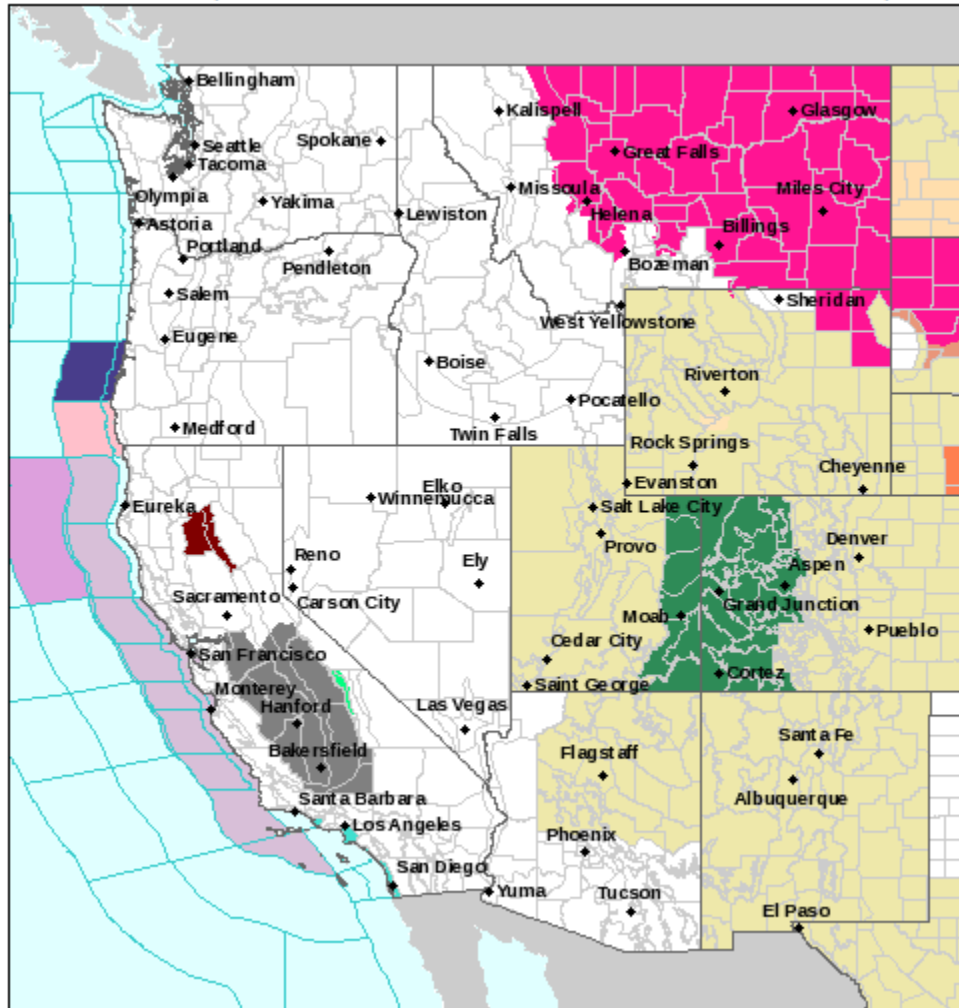 Bellingham
Kalispell
Glasgow
Seattle
Spokane
Great Falls
Tacoma
Missoula
Miles City
Olympia
Yakima
Lewiston
Helena
Astoria
Billings
Portland
Pendleton
Bozeman
Salem
Sheridan
West Yellowstone
Eugene
Boise
Riverton
Pocatello
Medford
Twin Falls
Rock Springs
Cheyenne
Elko
Evanston
Winnemucca
Eureka
Salt Lake City
Denver
Provo
Reno
Ely
Aspen
Sacramento
Carson City
Grand Junction
Moab
Pueblo
Cedar City
San Francisco
Cortez
Saint George
Monterey
Hanford
Las Vegas
Santa Fe
Bakersfield
Flagstaff
Santa Barbara
Albuquerque
Los Angeles
Phoenix
San Diego
Yuma
Tucson
El Paso